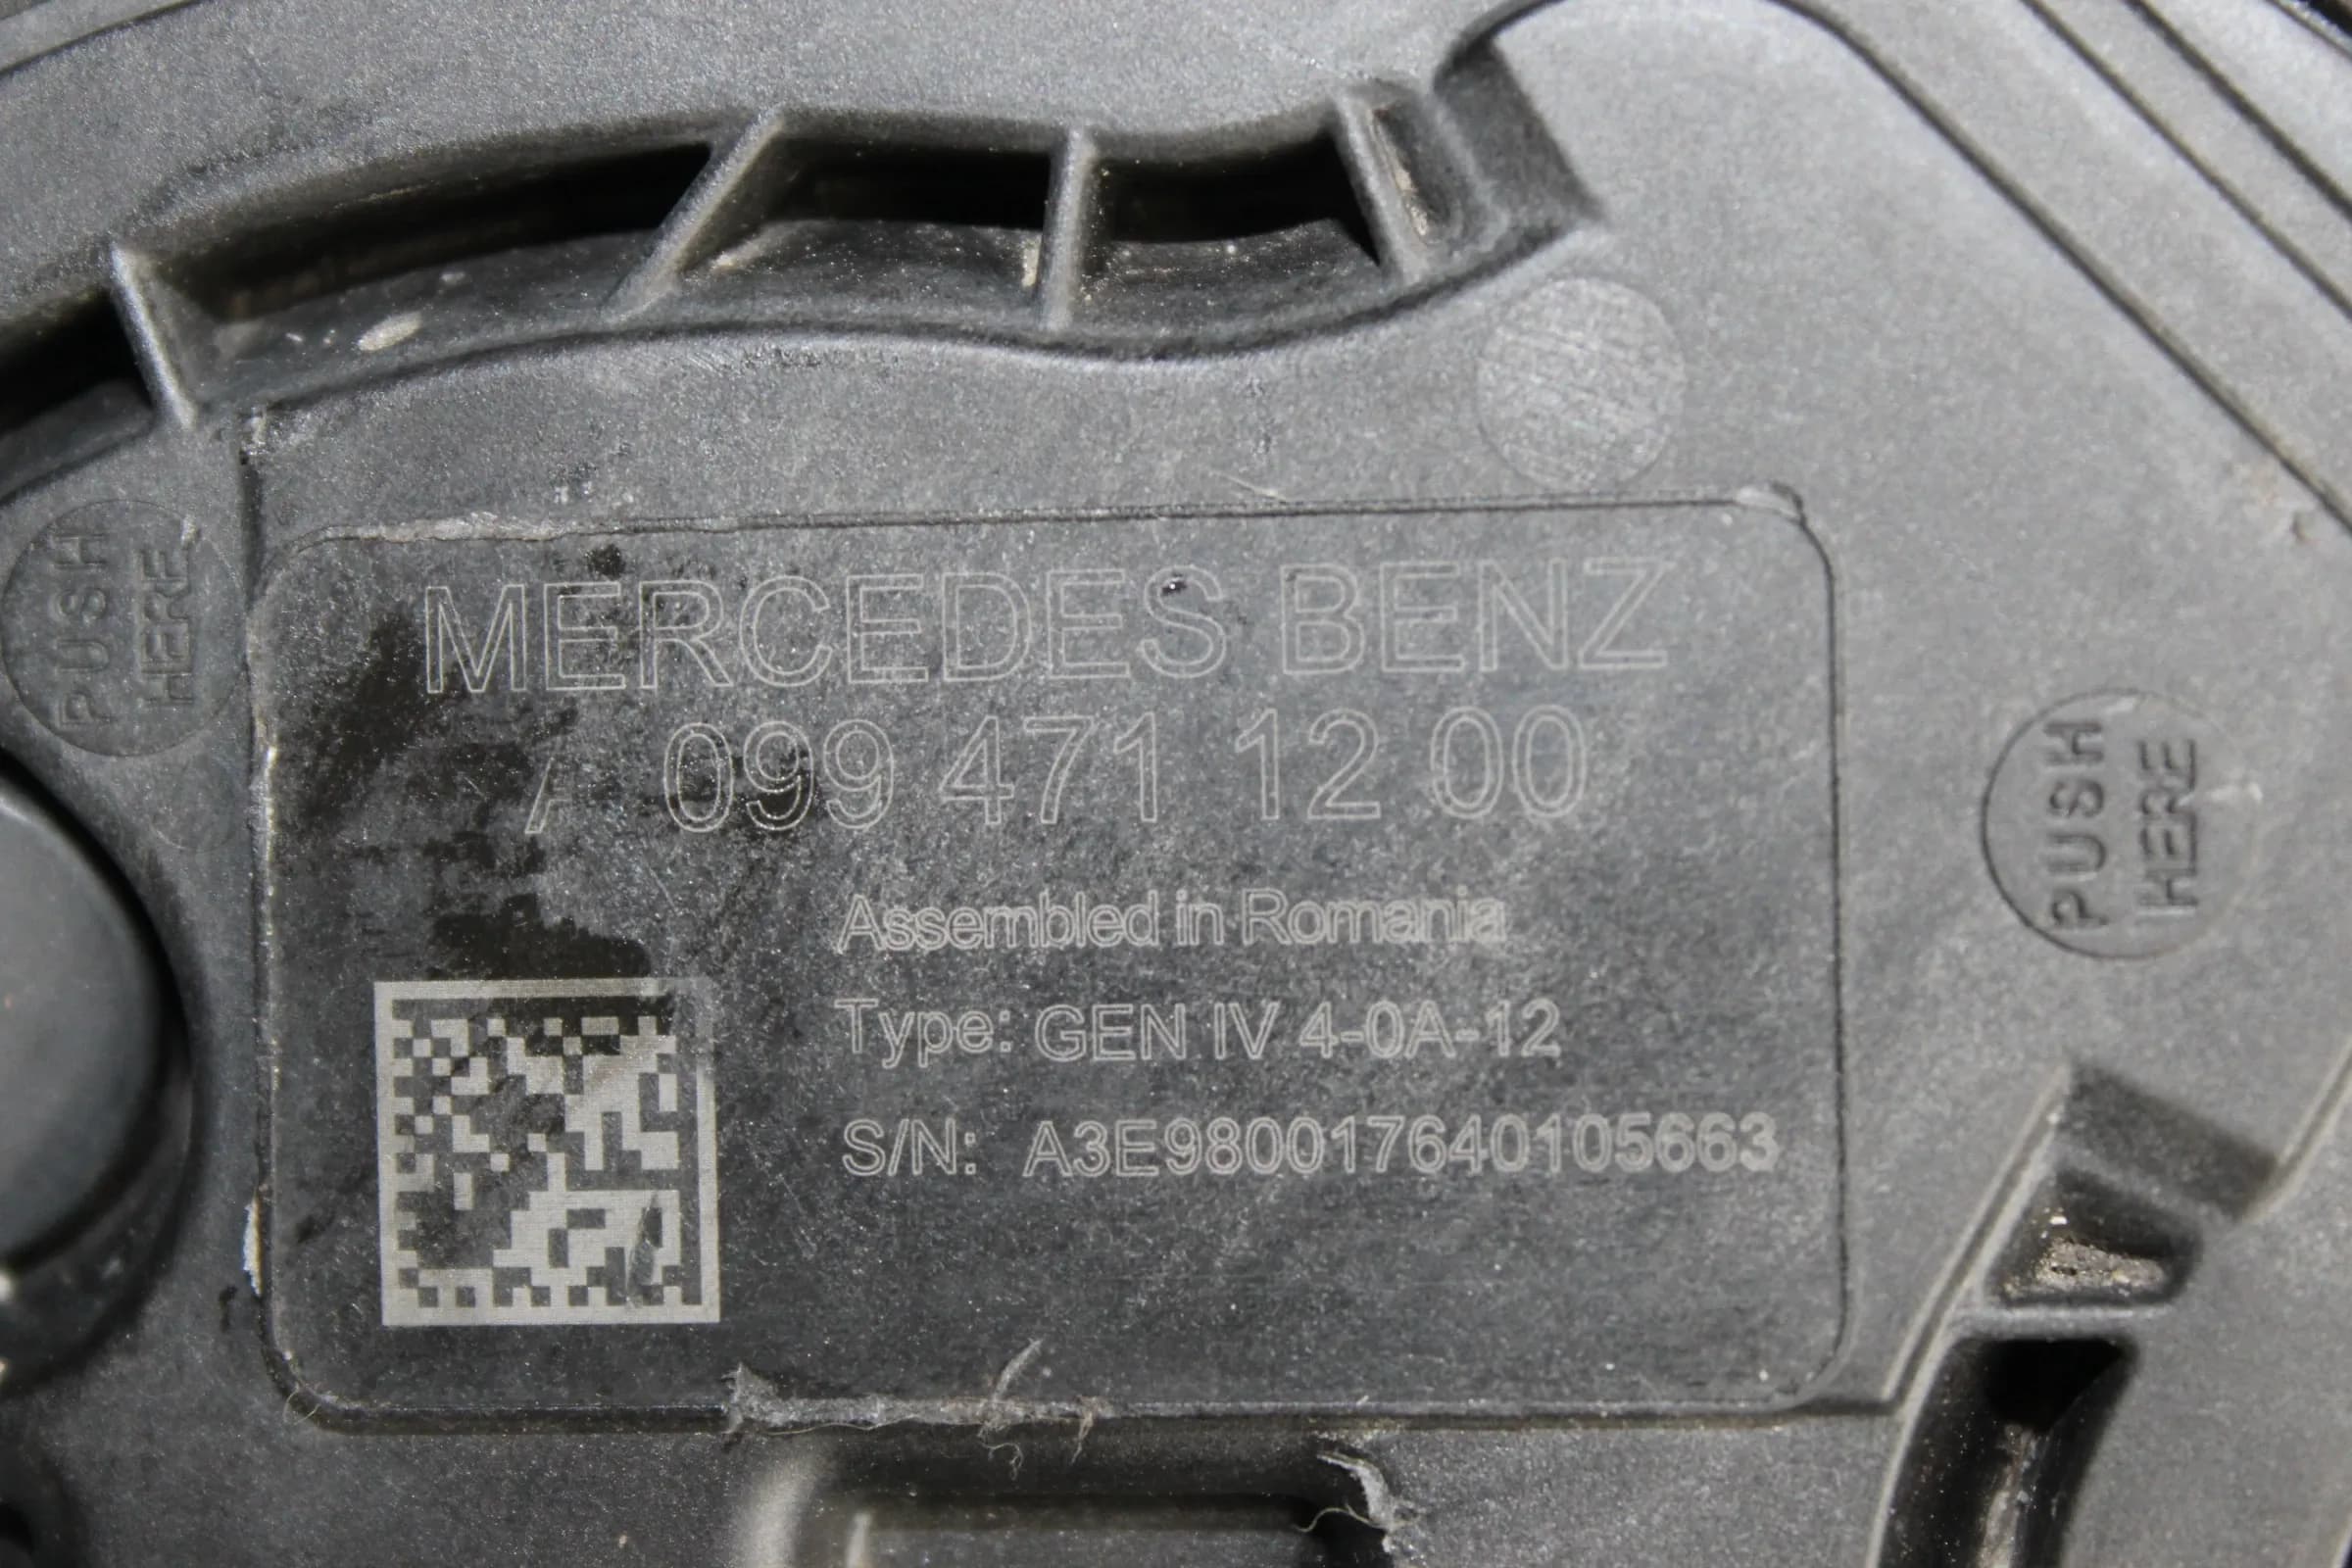 MERCEDES BENZ
A 099 471 12 00
Assembled in Romania
Type: GEN IV 4-0A-12
S/N: A3E9800017640105663
PUSH
HERE
PUSH
HERE